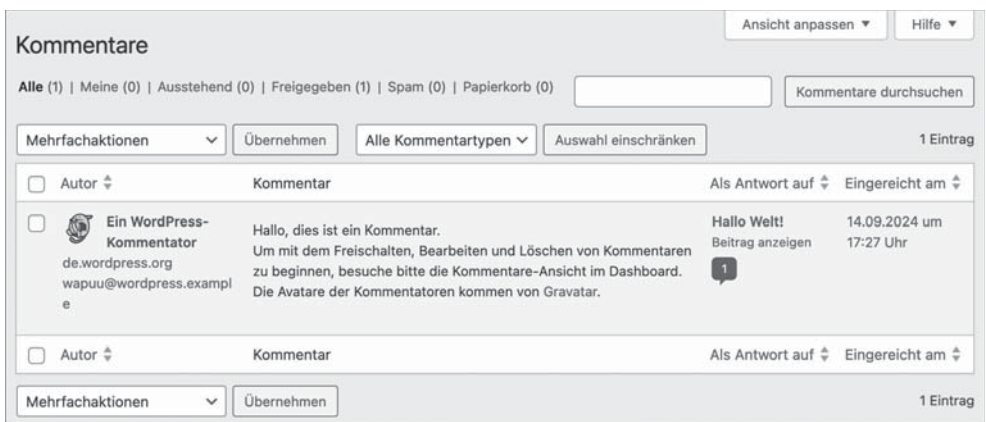 Ansicht anpassen ▼ Hilfe ▼
Kommentare
Alle (1) | Meine (0) | Ausstehend (0) | Freigegeben (1) | Spam (0) | Papierkorb (0)
Kommentare durchsuchen
Mehrfachaktionen Übernehmen Alle Kommentartypen Auswahl einschränken 1 Eintrag
Autor Kommentar Als Antwort auf Eingereicht am
Ein WordPress-
Kommentator
de.wordpress.org
wapuu@wordpress.exampl
e
Hallo, dies ist ein Kommentar.
Um mit dem Freischalten, Bearbeiten und Löschen von Kommentaren
zu beginnen, besuche bitte die Kommentare-Ansicht im Dashboard.
Die Avatare der Kommentatoren kommen von Gravatar.
Hallo Welt!
Beitrag anzeigen
1
14.09.2024 um
17:27 Uhr
Autor Kommentar Als Antwort auf Eingereicht am
Mehrfachaktionen Übernehmen 1 Eintrag